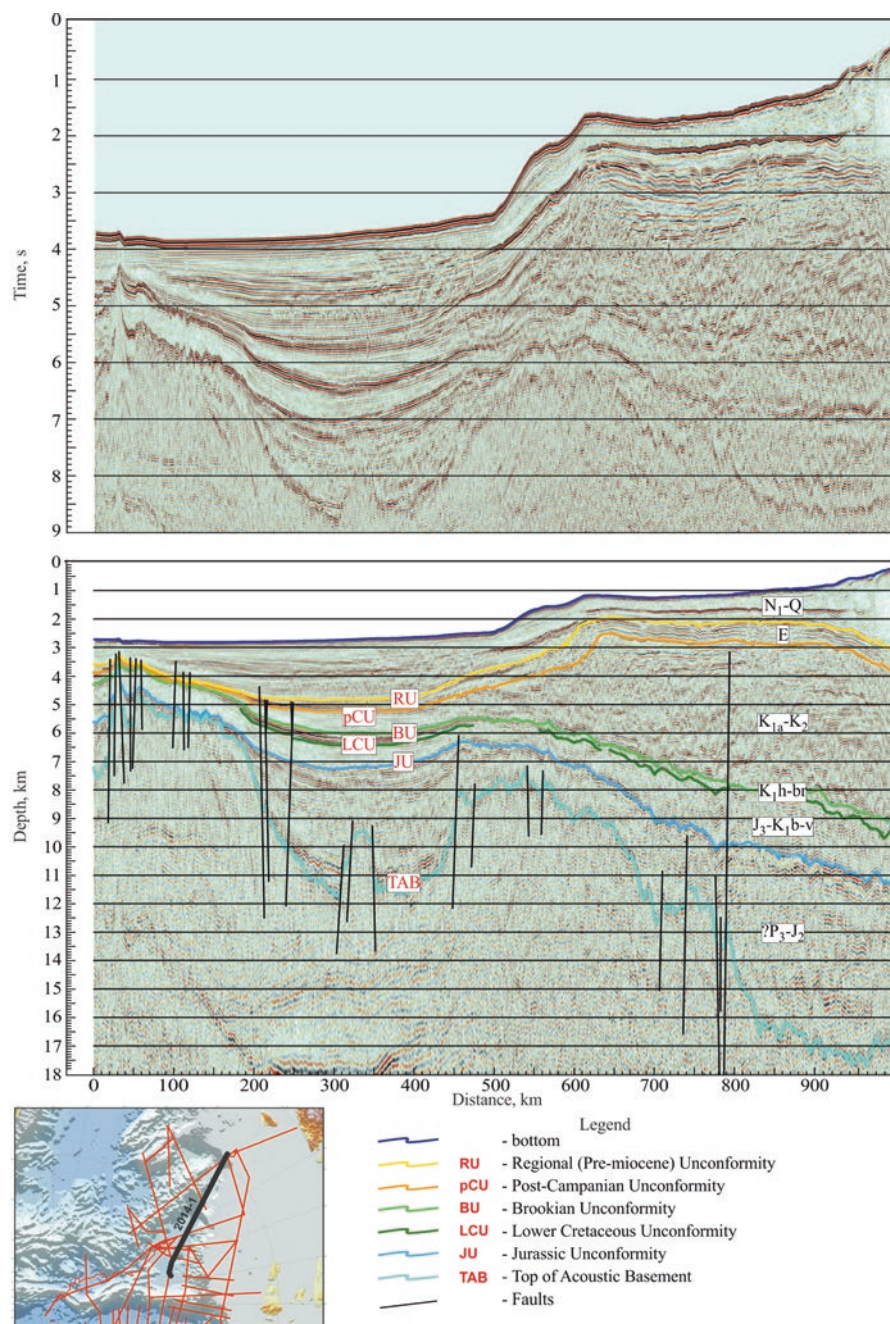 0
1
2
3
4
5
6
7
8
9
Time, s
0
1
2
3
4
5
6
7
8
9
10
11
12
13
14
15
16
17
18
Depth, km
N₁-Q
E
RU
pCU
BU
LCU
JU
TAB
K₁a-K₂
K₁h-br
J₃-K₁b-v
?P₃-J₂
0 100 200 300 400 500 600 700 800 900
Distance, km
2014-1
Legend
- bottom
RU - Regional (Pre-miocene) Unconformity
pCU - Post-Campanian Unconformity
BU - Brookian Unconformity
LCU - Lower Cretaceous Unconformity
JU - Jurassic Unconformity
TAB - Top of Acoustic Basement
- Faults